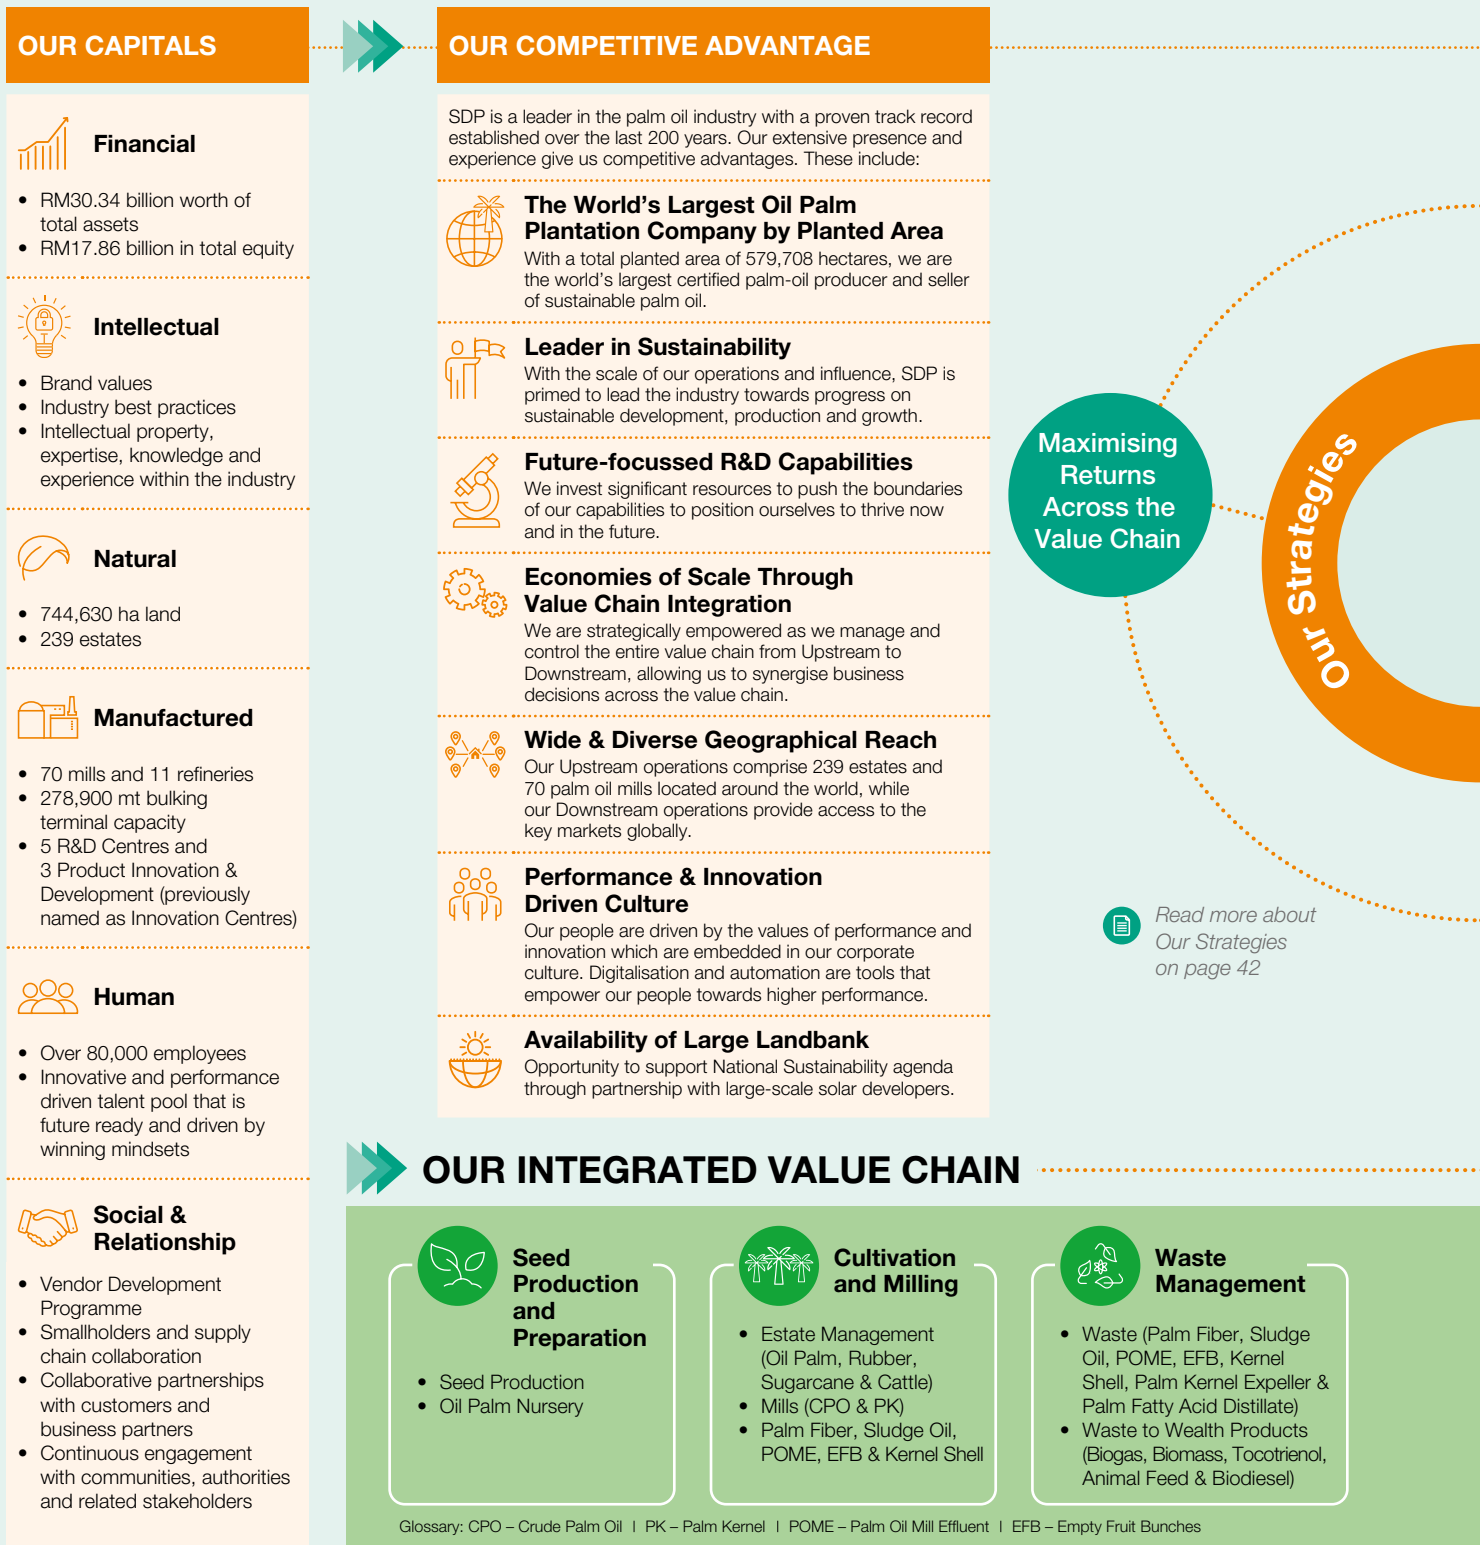 OUR CAPITALS
Financial
• RM30.34 billion worth of
total assets
• RM17.86 billion in total equity
Intellectual
• Brand values
• Industry best practices
• Intellectual property,
expertise, knowledge and
experience within the industry
Natural
• 744,630 ha land
• 239 estates
Manufactured
• 70 mills and 11 refineries
• 278,900 mt bulking
terminal capacity
• 5 R&D Centres and
3 Product Innovation &
Development (previously
named as Innovation Centres)
Human
• Over 80,000 employees
• Innovative and performance
driven talent pool that is
future ready and driven by
winning mindsets
Social &
Relationship
• Vendor Development
Programme
• Smallholders and supply
chain collaboration
• Collaborative partnerships
with customers and
business partners
• Continuous engagement
with communities, authorities
and related stakeholders
OUR COMPETITIVE ADVANTAGE
SDP is a leader in the palm oil industry with a proven track record
established over the last 200 years. Our extensive presence and
experience give us competitive advantages. These include:
The World's Largest Oil Palm
Plantation Company by Planted Area
With a total planted area of 579,708 hectares, we are
the world's largest certified palm-oil producer and seller
of sustainable palm oil.
Leader in Sustainability
With the scale of our operations and influence, SDP is
primed to lead the industry towards progress on
sustainable development, production and growth.
Future-focussed R&D Capabilities
We invest significant resources to push the boundaries
of our capabilities to position ourselves to thrive now
and in the future.
Economies of Scale Through
Value Chain Integration
We are strategically empowered as we manage and
control the entire value chain from Upstream to
Downstream, allowing us to synergise business
decisions across the value chain.
Wide & Diverse Geographical Reach
Our Upstream operations comprise 239 estates and
70 palm oil mills located around the world, while
our Downstream operations provide access to the
key markets globally.
Performance & Innovation
Driven Culture
Our people are driven by the values of performance and
innovation which are embedded in our corporate
culture. Digitalisation and automation are tools that
empower our people towards higher performance.
Availability of Large Landbank
Opportunity to support National Sustainability agenda
through partnership with large-scale solar developers.
Maximising
Returns
Across the
Value Chain
Our Strategies
Read more about
Our Strategies
on page 42
OUR INTEGRATED VALUE CHAIN
Seed
Production
and
Preparation
• Seed Production
• Oil Palm Nursery
Cultivation
and Milling
• Estate Management
(Oil Palm, Rubber,
Sugarcane & Cattle)
• Mills (CPO & PK)
• Palm Fiber, Sludge Oil,
POME, EFB & Kernel Shell
Waste
Management
• Waste (Palm Fiber, Sludge
Oil, POME, EFB, Kernel
Shell, Palm Kernel Expeller &
Palm Fatty Acid Distillate)
• Waste to Wealth Products
(Biogas, Biomass, Tocotrienol,
Animal Feed & Biodiesel)
Glossary: CPO – Crude Palm Oil | PK – Palm Kernel | POME – Palm Oil Mill Effluent | EFB – Empty Fruit Bunches